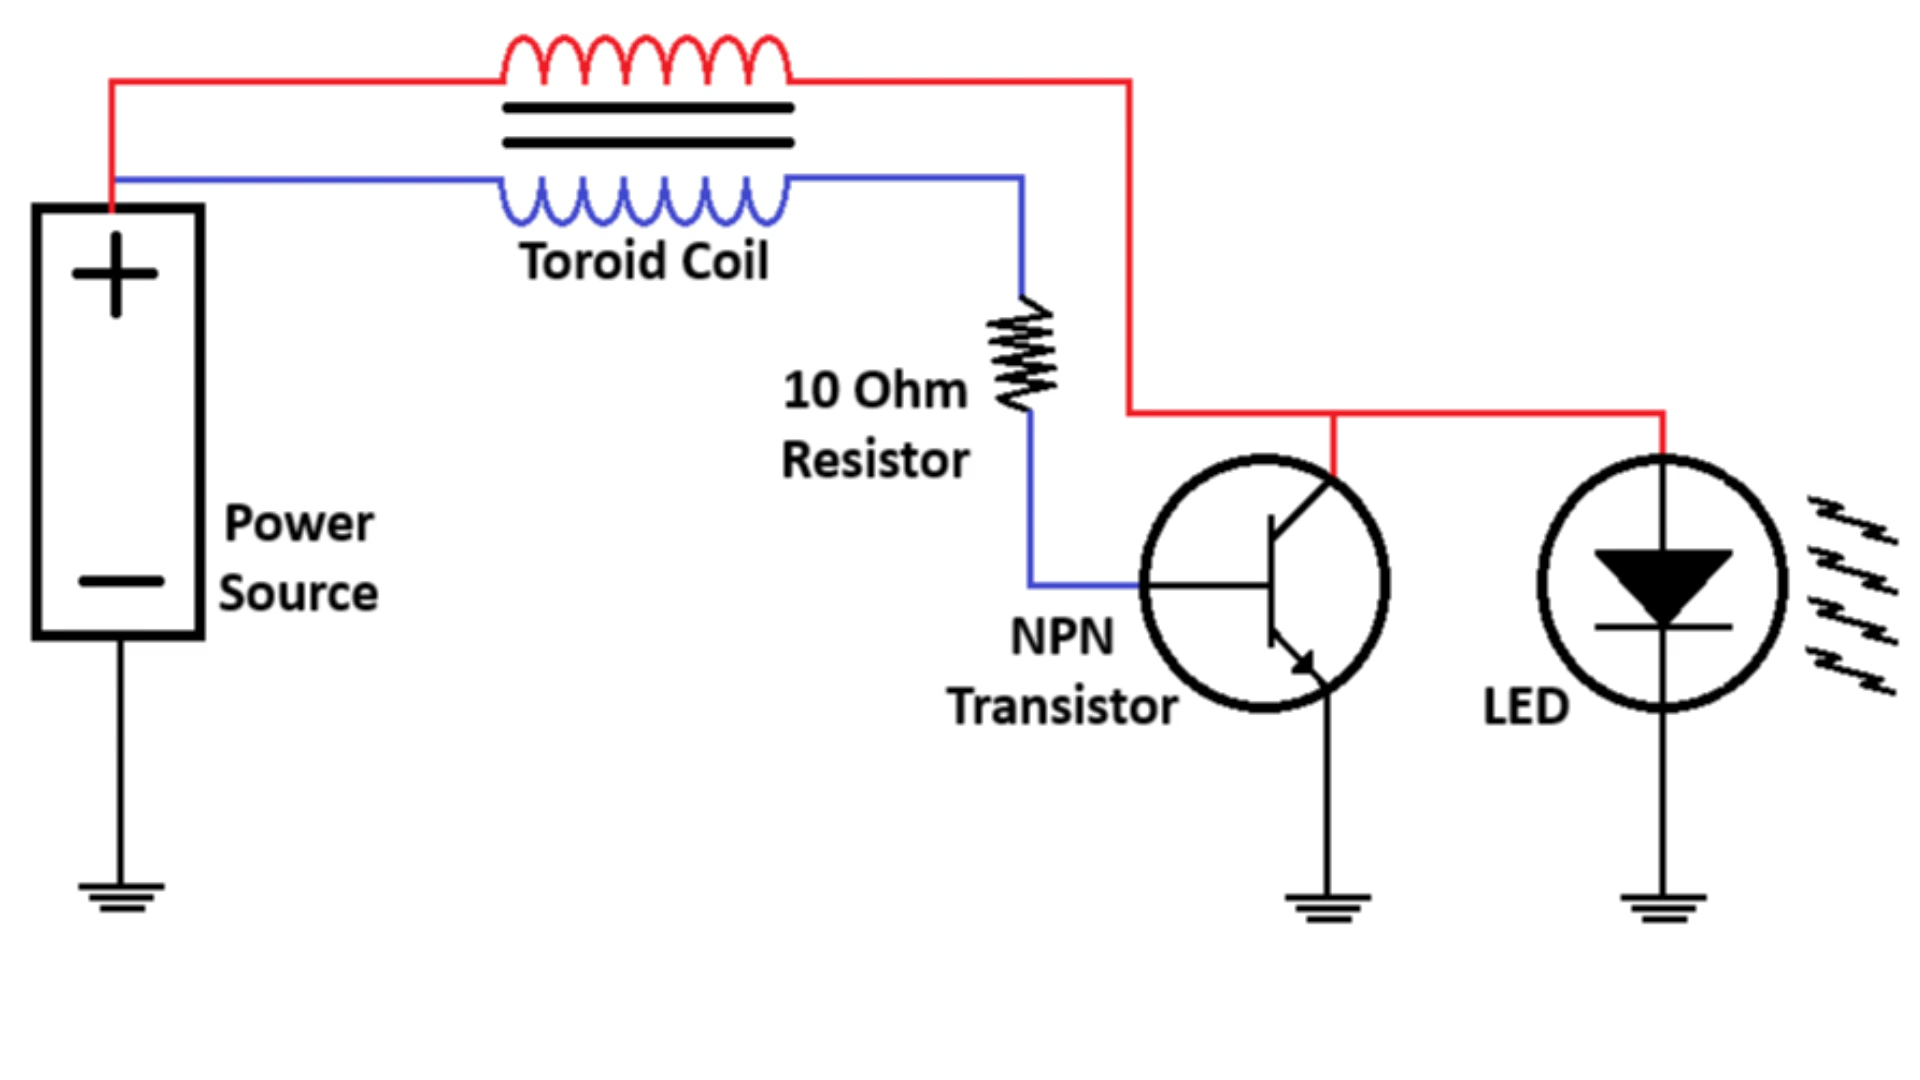 Toroid Coil
10 Ohm
Resistor
Power
Source
NPN
Transistor
LED